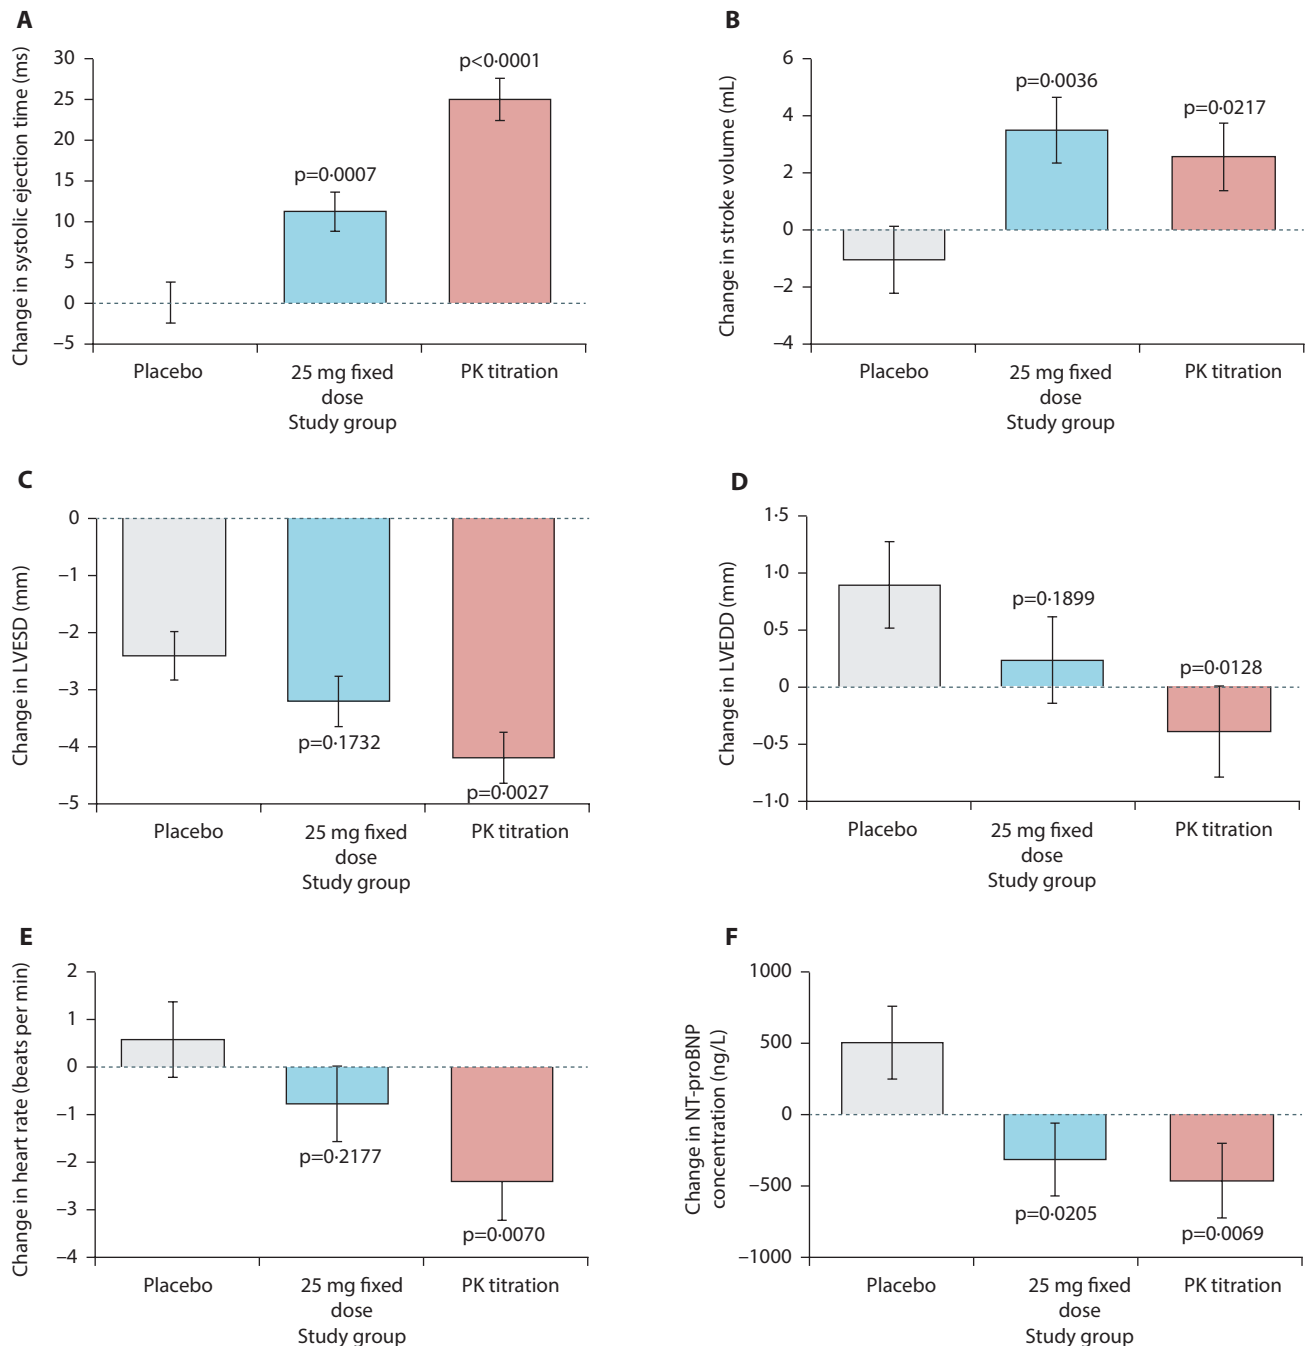 A
Change in systolic ejection time (ms)
30
25
20
15
10
5
0
−5
p=0·0007
p<0·0001
Placebo
25 mg fixed
dose
PK titration
Study group
B
Change in stroke volume (mL)
6
4
2
0
−2
−4
p=0·0036
p=0·0217
Placebo
25 mg fixed
dose
PK titration
Study group
C
Change in LVESD (mm)
0
−1
−2
−3
−4
−5
p=0·1732
p=0·0027
Placebo
25 mg fixed
dose
PK titration
Study group
D
Change in LVEDD (mm)
1·5
1·0
0·5
0
−0·5
−1·0
p=0·1899
p=0·0128
Placebo
25 mg fixed
dose
PK titration
Study group
E
Change in heart rate (beats per min)
2
1
0
−1
−2
−3
−4
p=0·2177
p=0·0070
Placebo
25 mg fixed
dose
PK titration
Study group
F
Change in NT-proBNP
concentration (ng/L)
1000
500
0
−500
−1000
p=0·0205
p=0·0069
Placebo
25 mg fixed
dose
PK titration
Study group